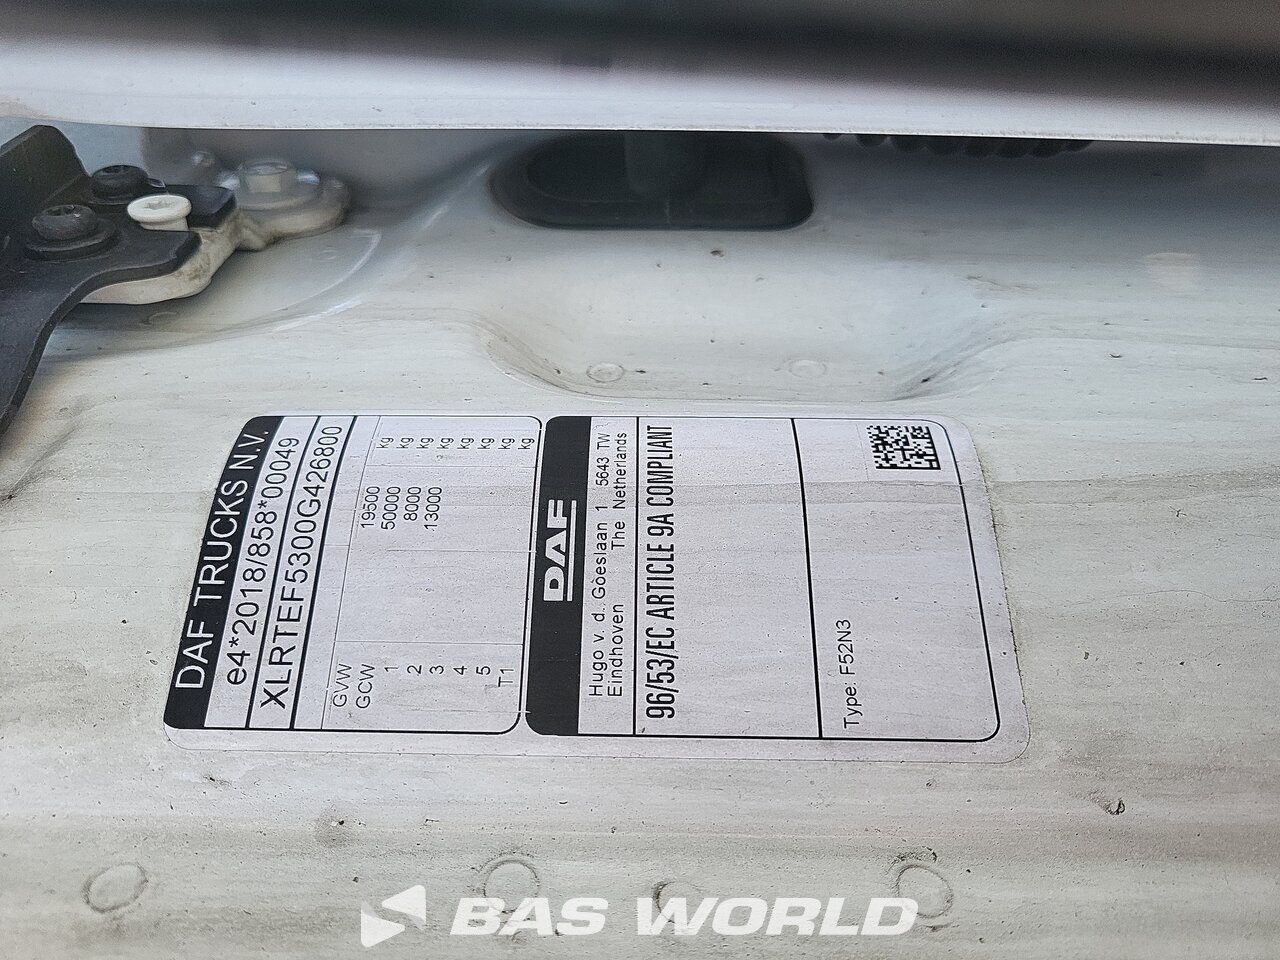 DAF TRUCKS N.V.
e4*2018/858*00049
XLRTEF5300G426800
GVW 19500 kg
GCW 50000 kg
1 8000 kg
2 13000 kg
3 kg
4 kg
5 kg
T1 kg
DAF
Hugo v. d. Goeslaan 1 5643 TW
Eindhoven The Netherlands
96/53/EC ARTICLE 9A COMPLIANT
Type: F52N3
BAS WORLD